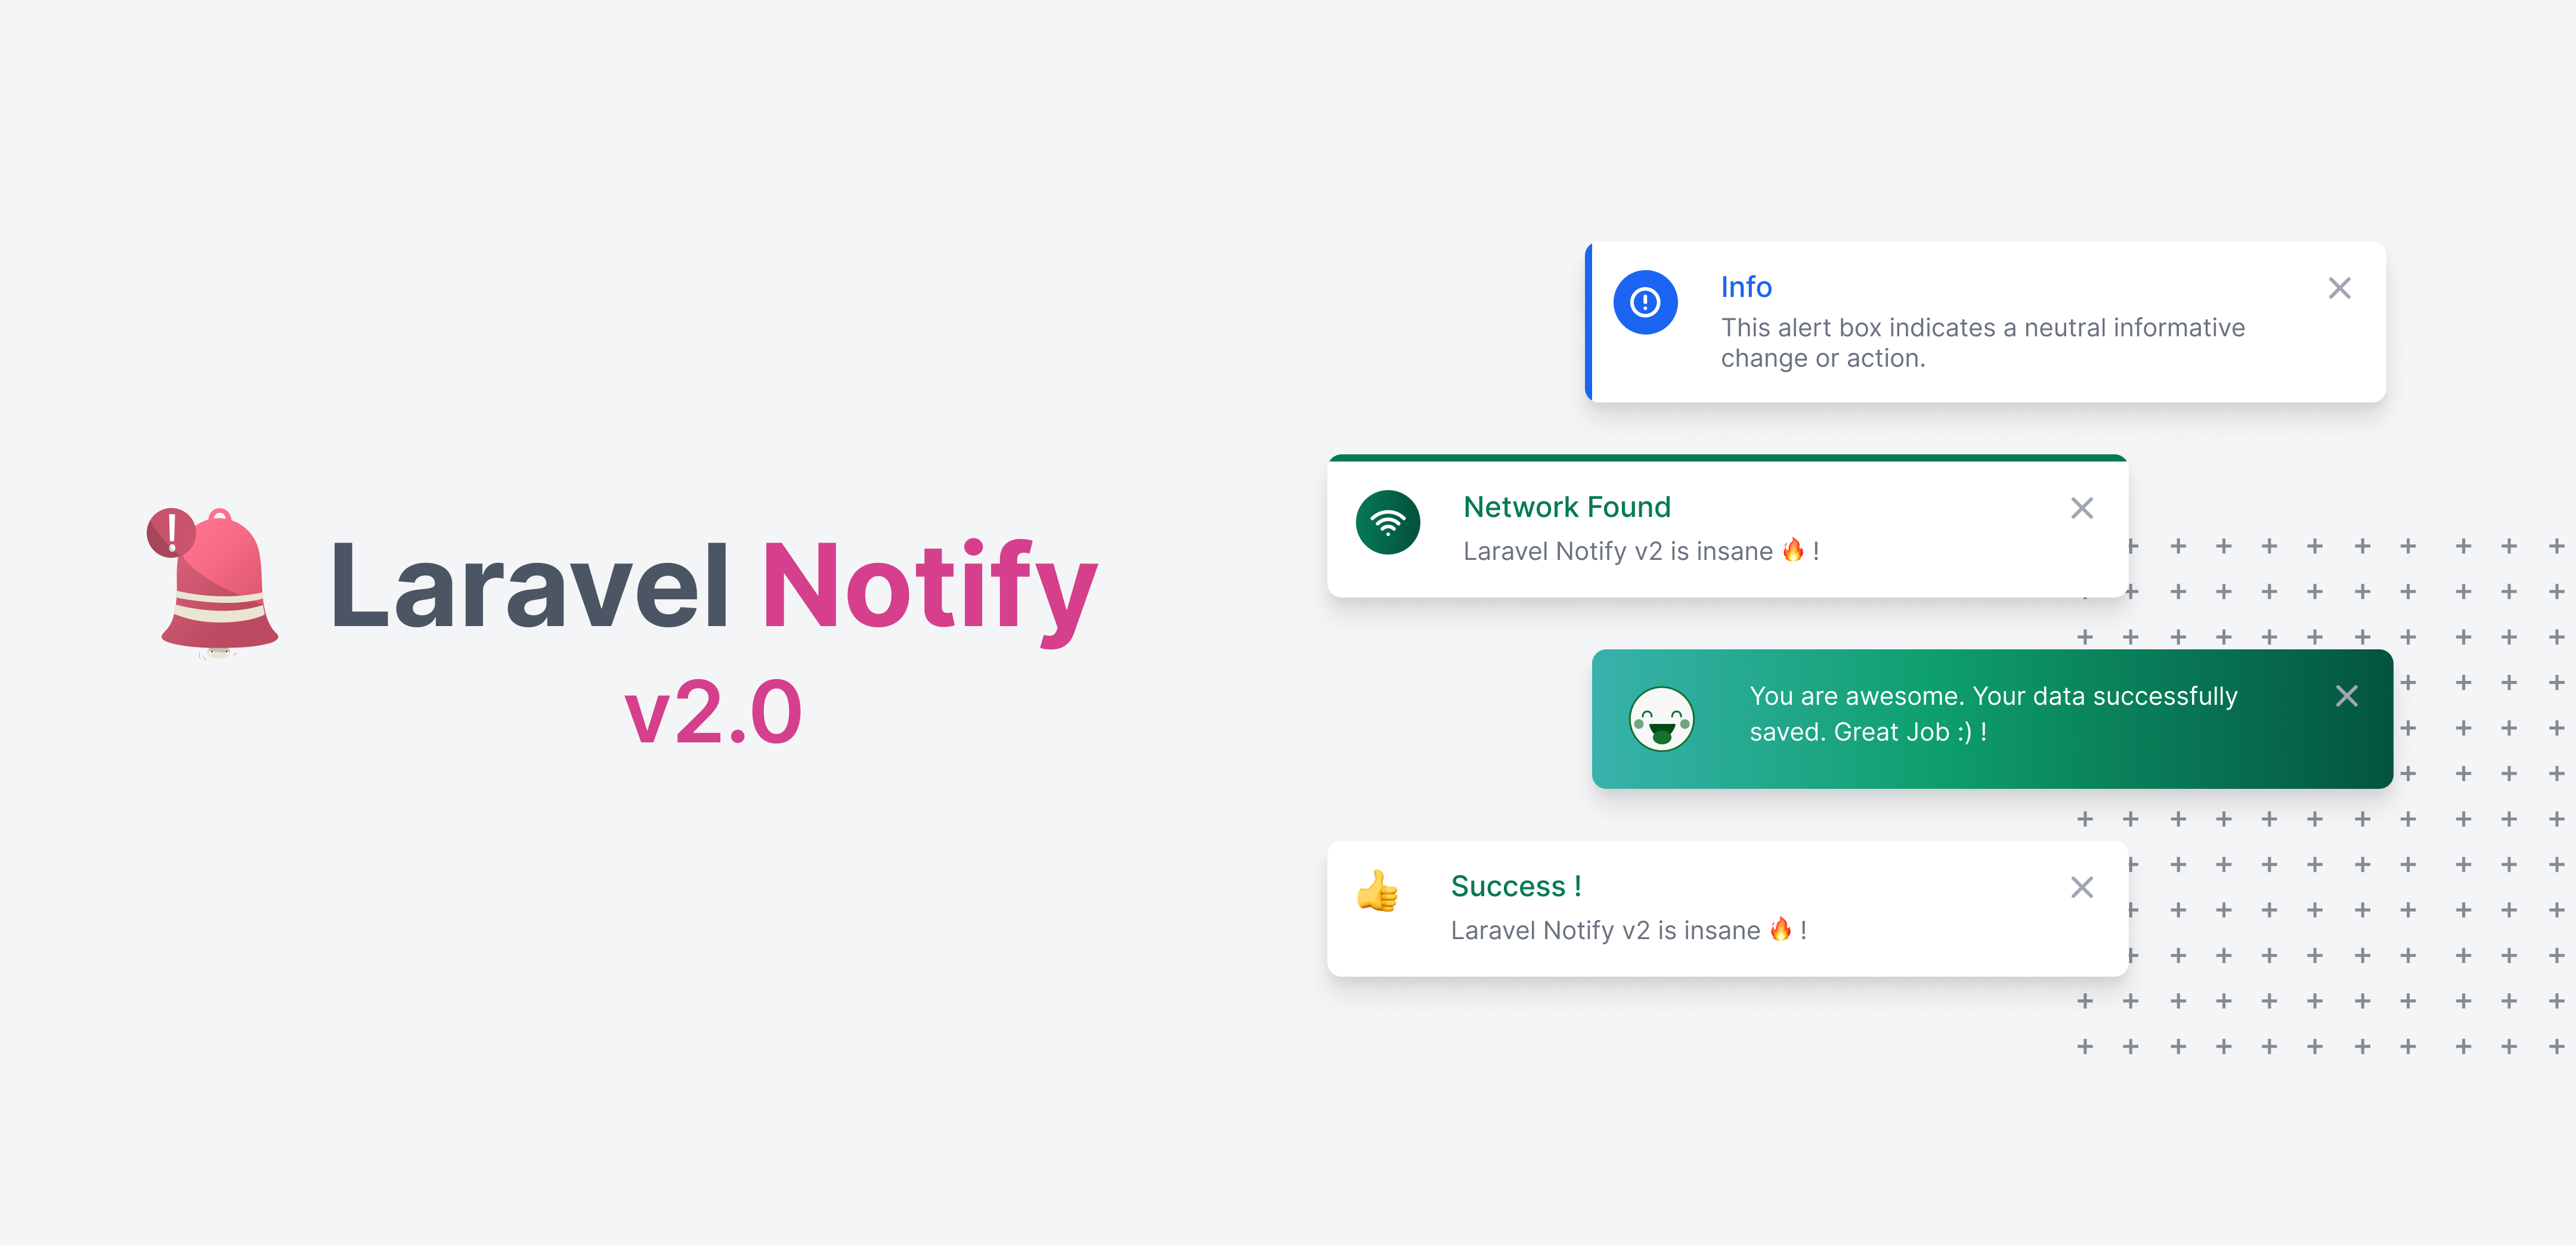 Laravel Notify
v2.0
Info
This alert box indicates a neutral informative
change or action.
Network Found
Laravel Notify v2 is insane 🔥 !
You are awesome. Your data successfully
saved. Great Job :) !
Success !
Laravel Notify v2 is insane 🔥 !